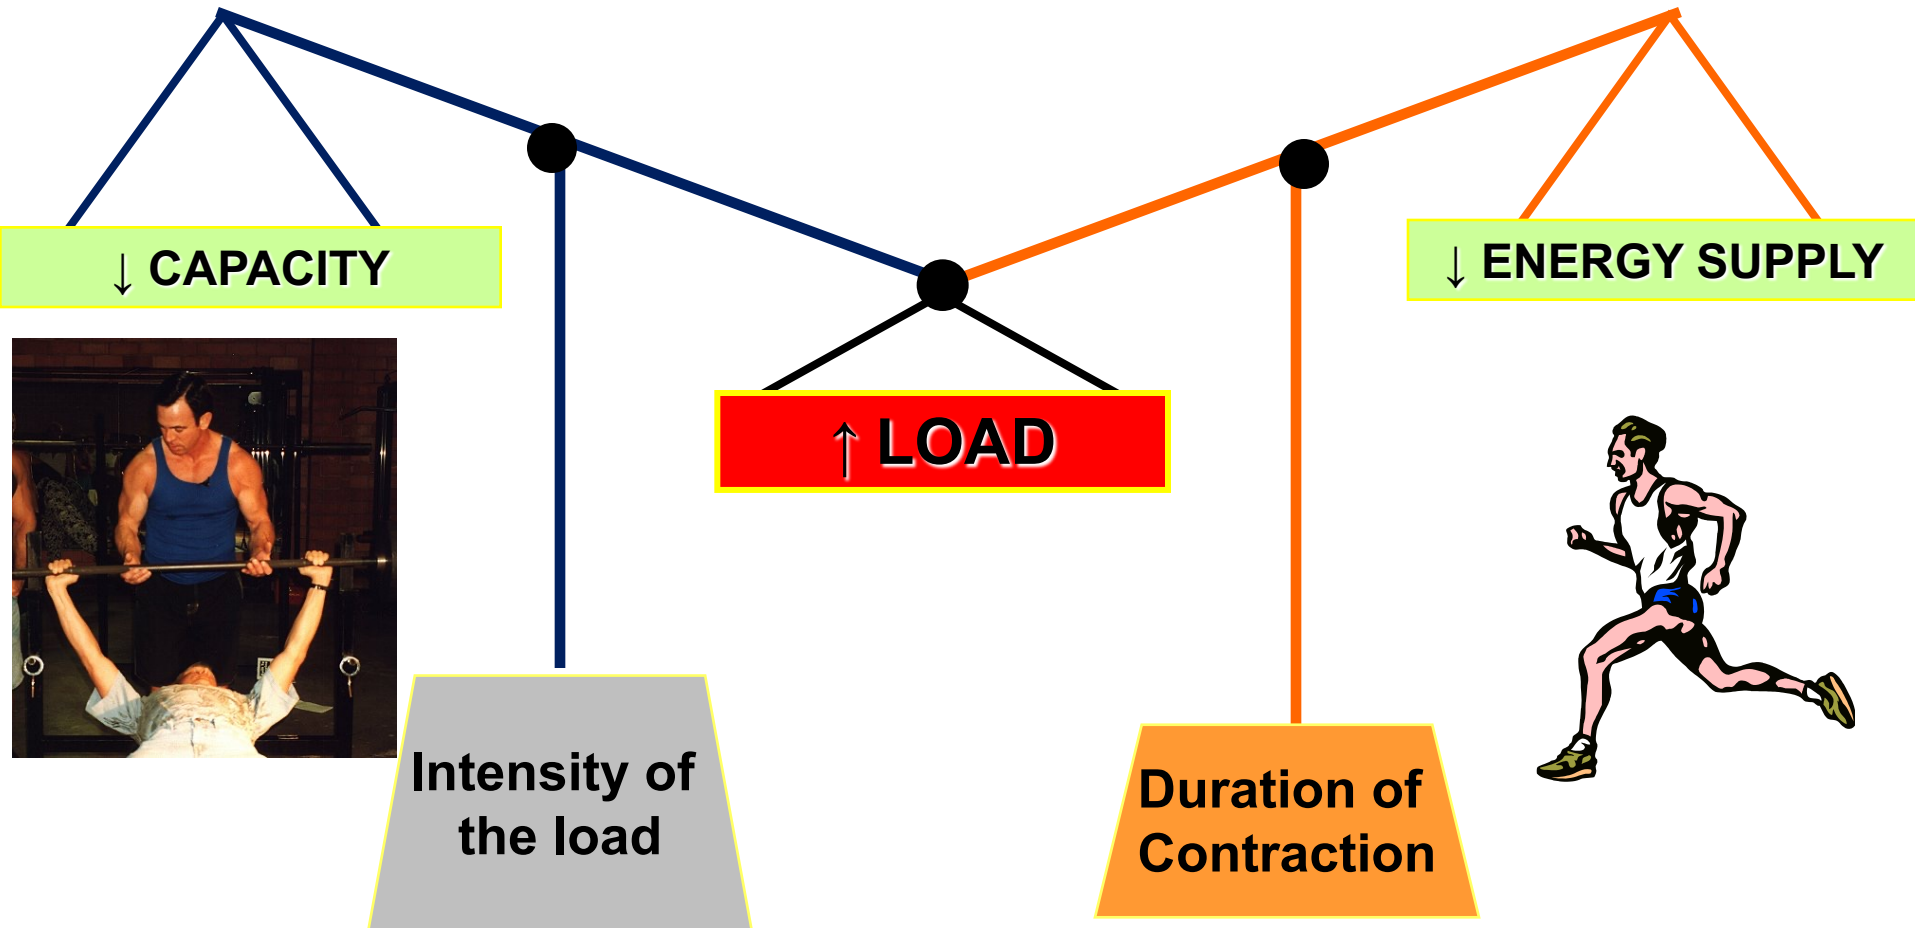 ↓ CAPACITY
↓ ENERGY SUPPLY
↑ LOAD
Intensity of
the load
Duration of
Contraction